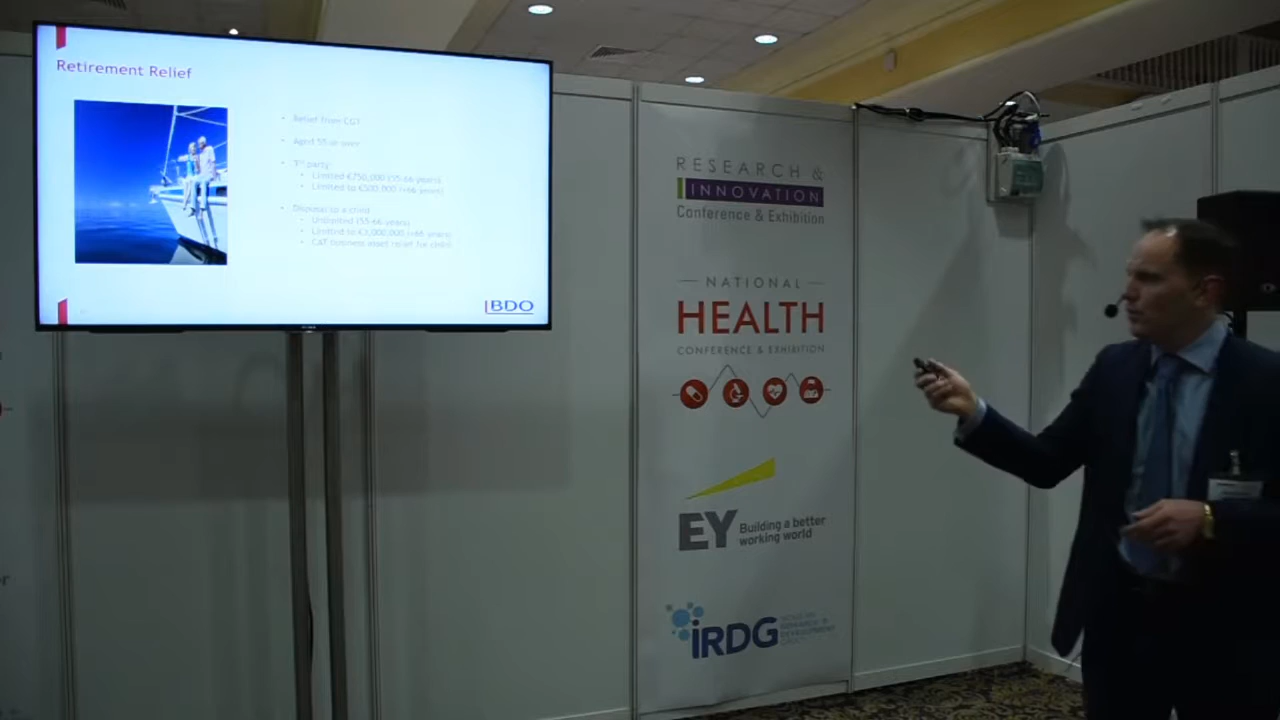 Retirement Relief
• Relief from CGT
• Aged 55 or over
• 3rd party:
• Limited €750,000 (55-66 years)
• Limited to €500,000 (>66 years)
• Disposal to a child
• Unlimited (55-66 years)
• Limited to €3,000,000 (>66 years)
• CAT business asset relief for child
BDO
RESEARCH &
INNOVATION
Conference & Exhibition
NATIONAL
HEALTH
CONFERENCE & EXHIBITION
EY Building a better
working world
iRDG